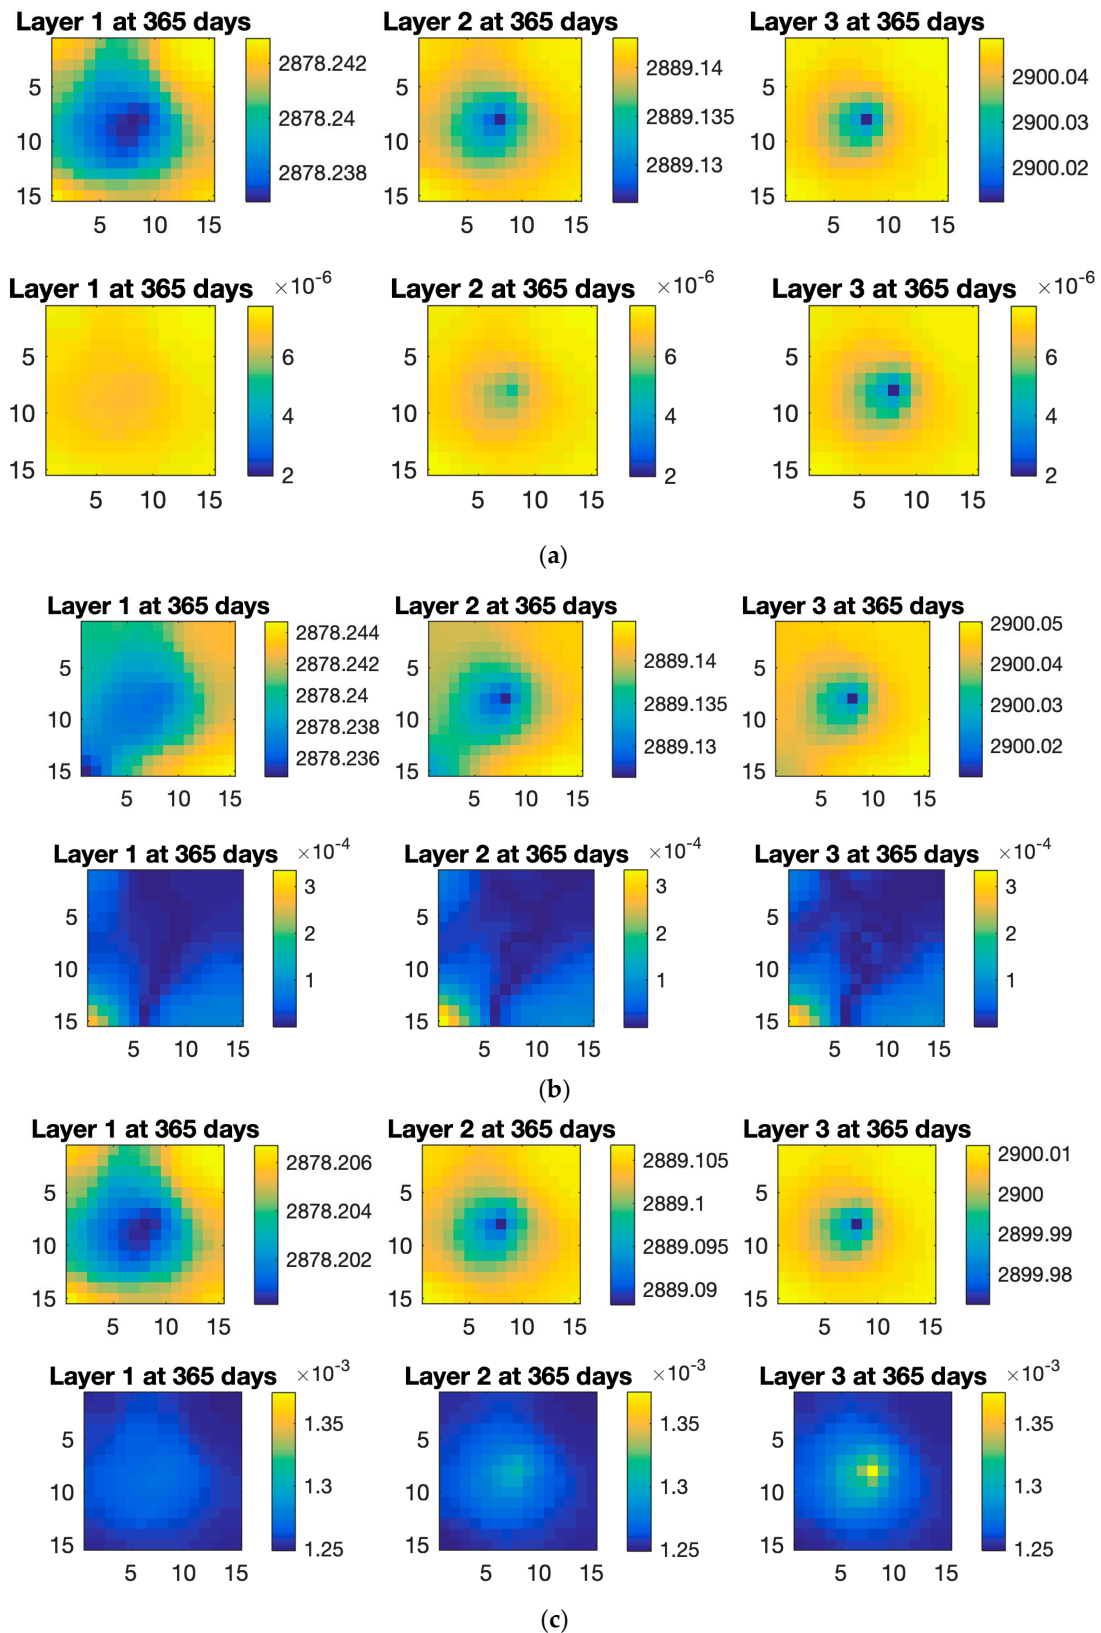 Layer 1 at 365 days Layer 2 at 365 days Layer 3 at 365 days
5 2878.242 5 2889.14 5 2900.04
10 2878.24 10 2889.135 10 2900.03
2878.238 2889.13 2900.02
15 15 15
5 10 15 5 10 15 5 10 15
Layer 1 at 365 days ×10-6 Layer 2 at 365 days ×10-6 Layer 3 at 365 days ×10-6
5 6 5 6 5 6
10 4 10 4 10 4
15 2 15 2 15 2
5 10 15 5 10 15 5 10 15
(a)
Layer 1 at 365 days Layer 2 at 365 days Layer 3 at 365 days
2878.244 2900.05
5 2878.242 5 2889.14 5 2900.04
2878.24 2889.135 2900.03
10 2878.238 10 2889.13 10 2900.02
15 2878.236 15 15
5 10 15 5 10 15 5 10 15
Layer 1 at 365 days ×10-4 Layer 2 at 365 days ×10-4 Layer 3 at 365 days ×10-4
3 3 3
5 2 5 2 5 2
10 1 10 1 10 1
15 15 15
5 10 15 5 10 15 5 10 15
(b)
Layer 1 at 365 days Layer 2 at 365 days Layer 3 at 365 days
2878.206 2889.105 2900.01
5 2878.204 5 2889.1 5 2900
10 2878.202 10 2889.095 10 2899.99
2889.09 2899.98
15 15 15
5 10 15 5 10 15 5 10 15
Layer 1 at 365 days ×10-3 Layer 2 at 365 days ×10-3 Layer 3 at 365 days ×10-3
5 1.35 5 1.35 5 1.35
10 1.3 10 1.3 10 1.3
15 1.25 15 1.25 15 1.25
5 10 15 5 10 15 5 10 15
(c)